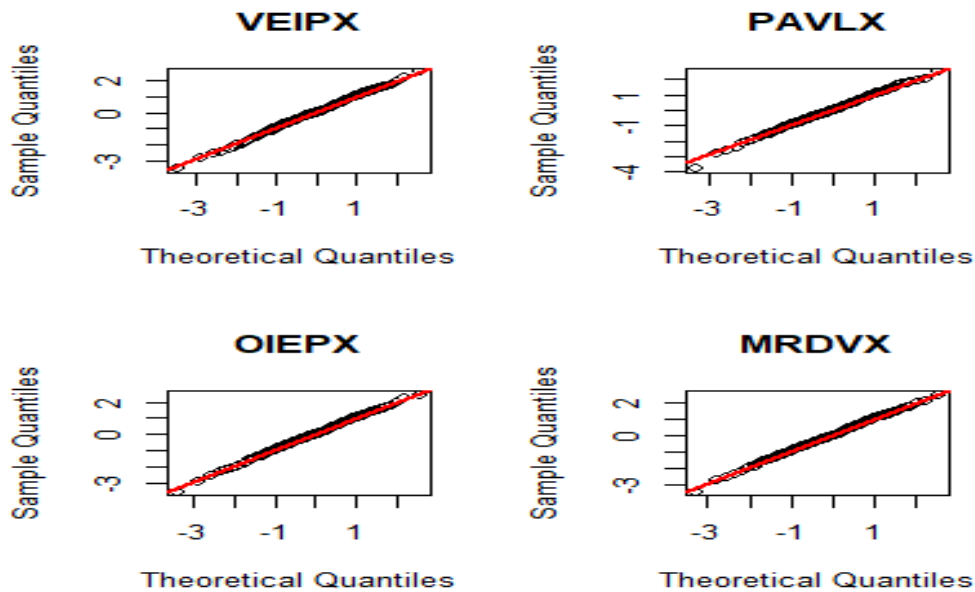 VEIPX
Sample Quantiles
2
0
-3
-3
-1
1
Theoretical Quantiles
PAVLX
Sample Quantiles
1
-1
-4
-3
-1
1
Theoretical Quantiles
OIEPX
Sample Quantiles
2
0
-3
-3
-1
1
Theoretical Quantiles
MRDVX
Sample Quantiles
2
0
-3
-3
-1
1
Theoretical Quantiles